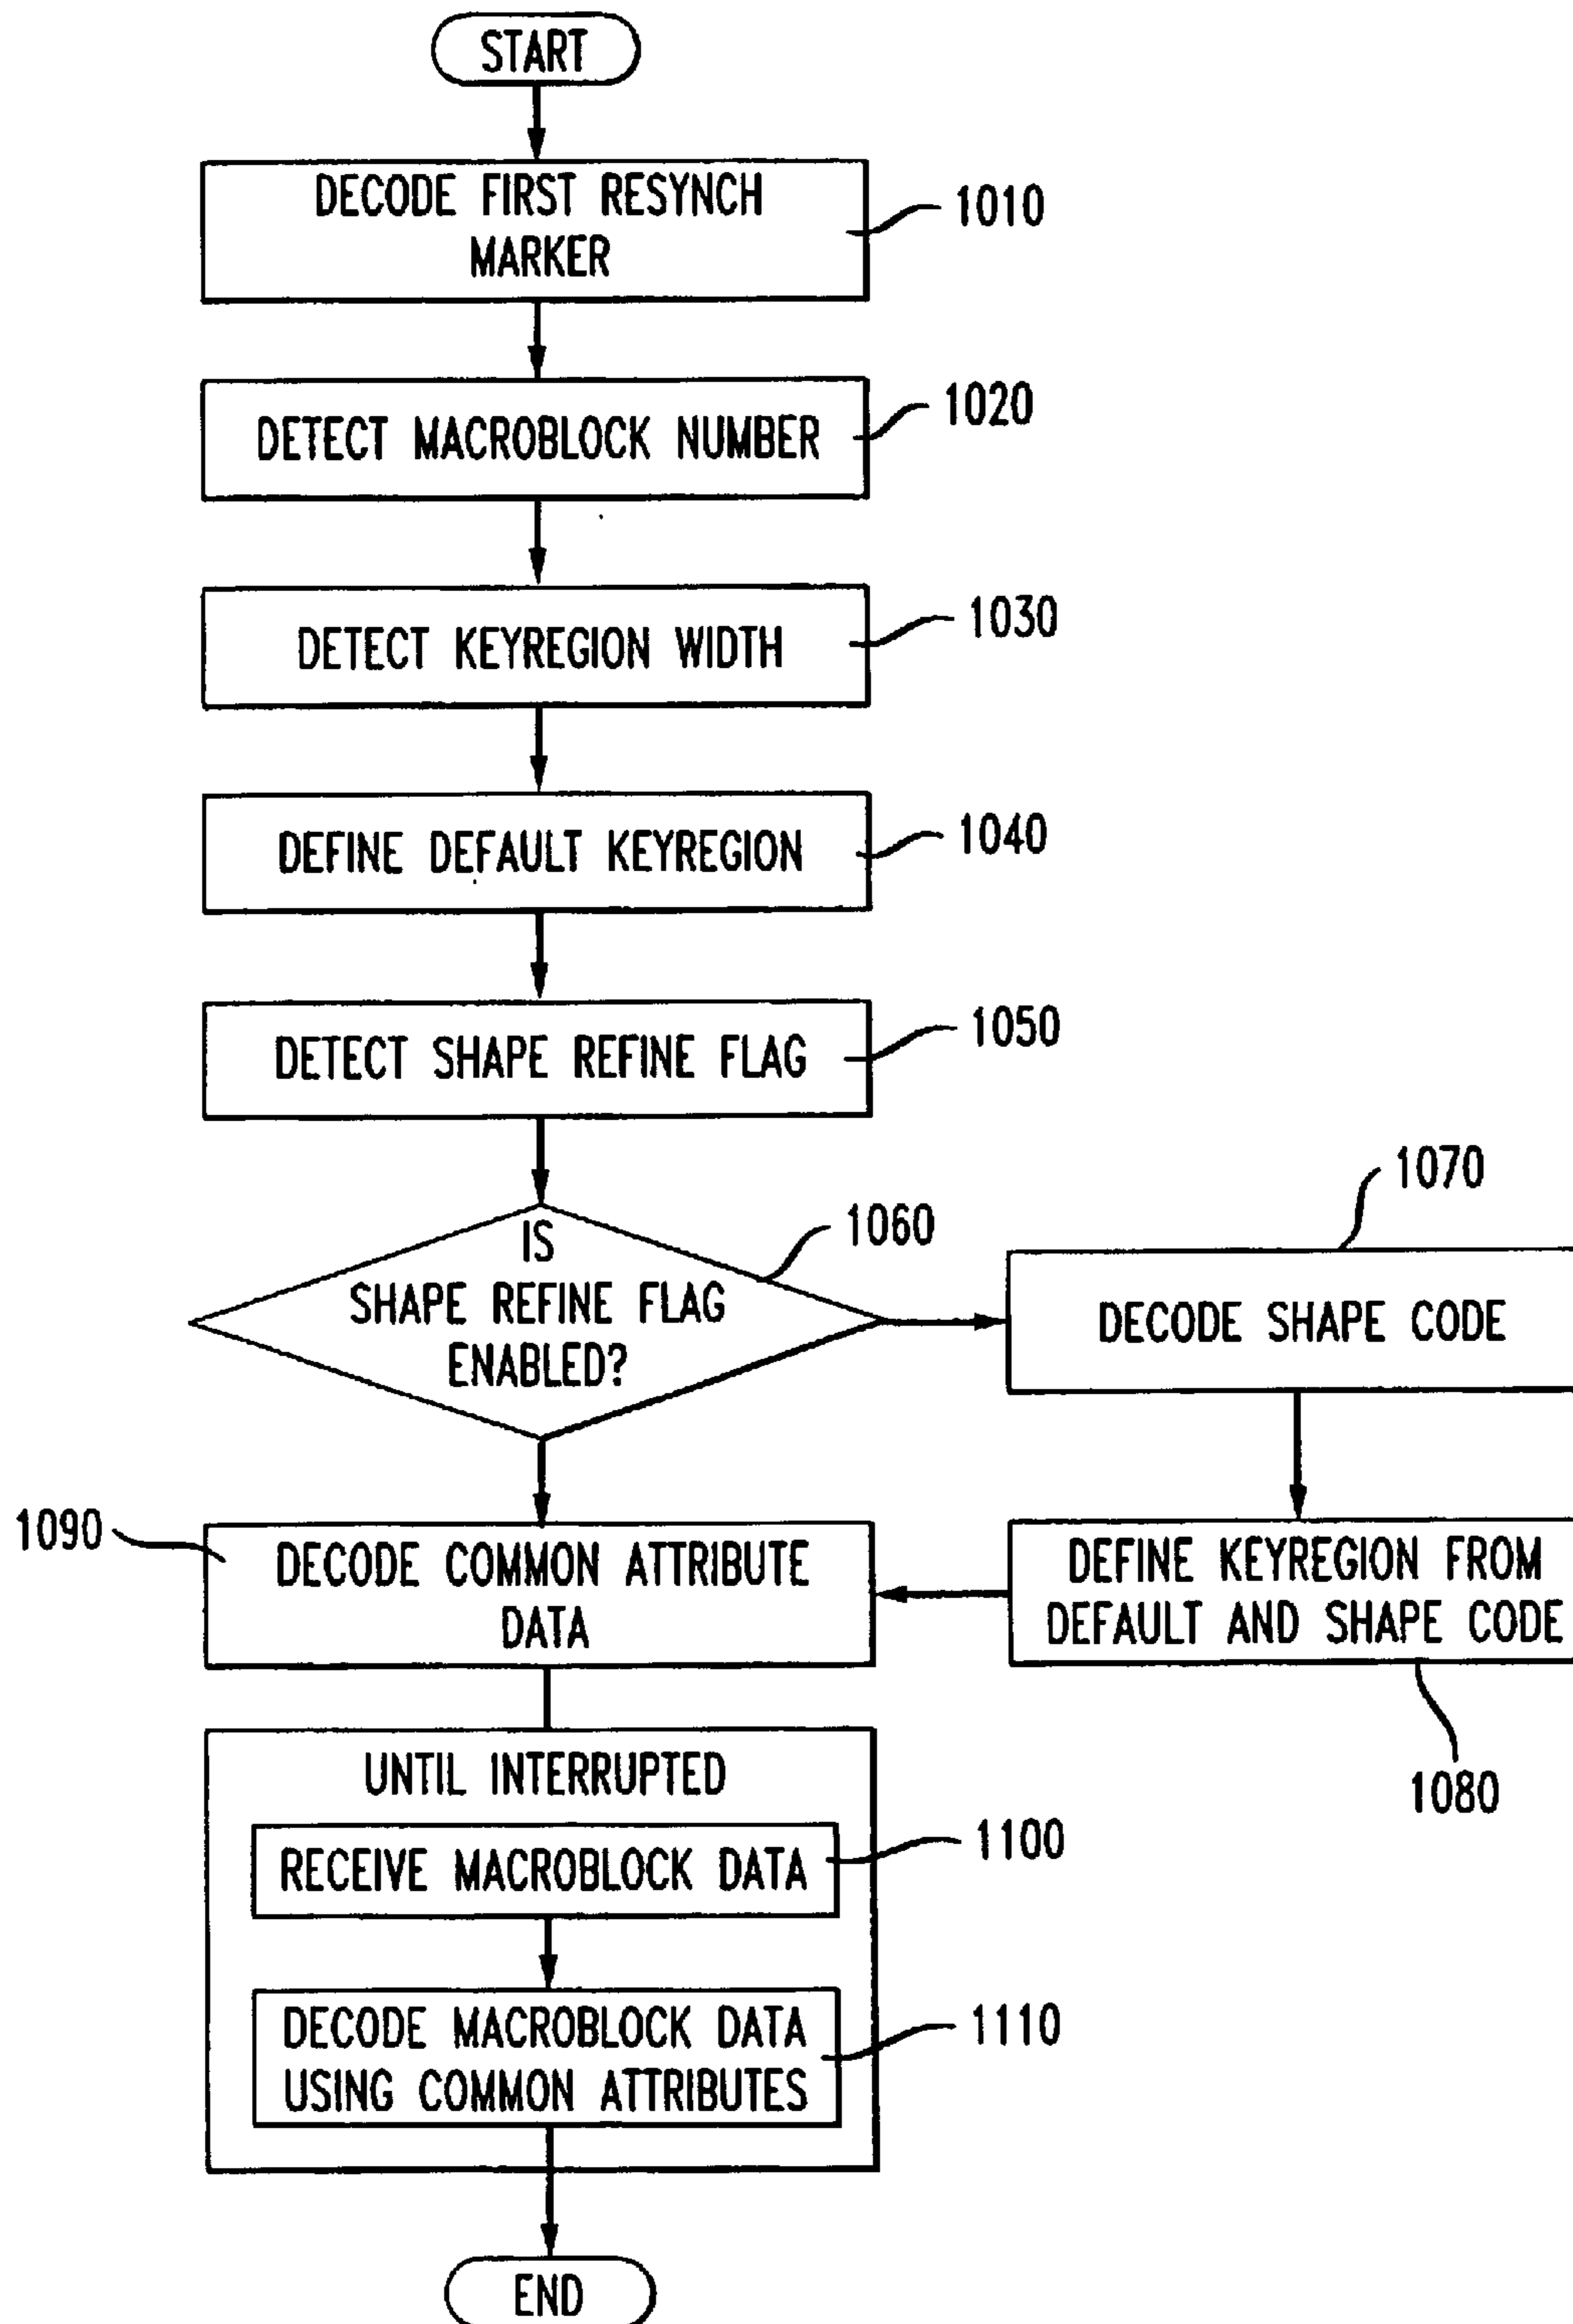 START
DECODE FIRST RESYNCH
MARKER
1010
DETECT MACROBLOCK NUMBER
1020
DETECT KEYREGION WIDTH
1030
DEFINE DEFAULT KEYREGION
1040
DETECT SHAPE REFINE FLAG
1050
IS
SHAPE REFINE FLAG
ENABLED?
1060
1070
DECODE SHAPE CODE
DEFINE KEYREGION FROM
DEFAULT AND SHAPE CODE
1080
1090
DECODE COMMON ATTRIBUTE
DATA
UNTIL INTERRUPTED
RECEIVE MACROBLOCK DATA
1100
DECODE MACROBLOCK DATA
USING COMMON ATTRIBUTES
1110
END